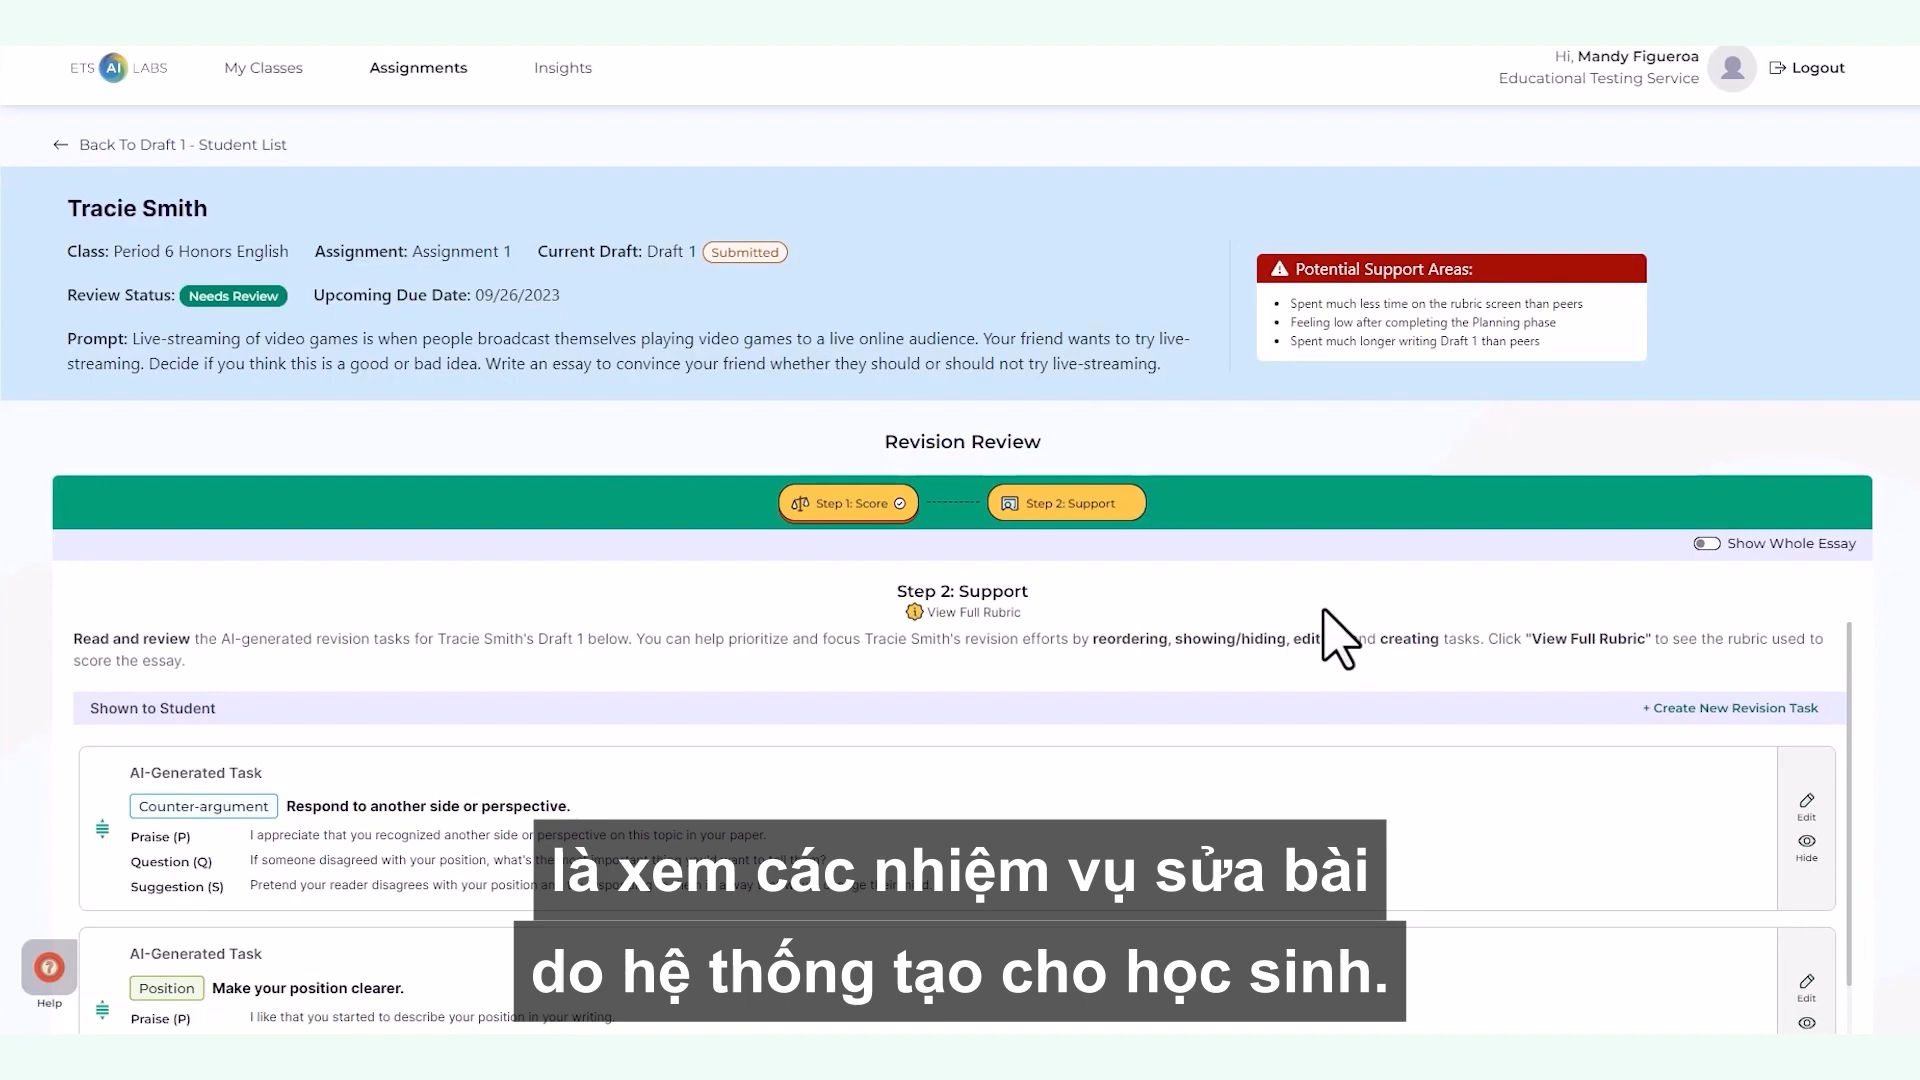 ETS AI LABS
My Classes
Assignments
Insights
Hi, Mandy Figueroa
Educational Testing Service
Logout
Back To Draft 1 - Student List
Tracie Smith
Class: Period 6 Honors English
Assignment: Assignment 1
Current Draft: Draft 1
Submitted
Review Status: Needs Review
Upcoming Due Date: 09/26/2023
Prompt: Live-streaming of video games is when people broadcast themselves playing video games to a live online audience. Your friend wants to try live-
streaming. Decide if you think this is a good or bad idea. Write an essay to convince your friend whether they should or should not try live-streaming.
Potential Support Areas:
• Spent much less time on the rubric screen than peers
• Feeling low after completing the Planning phase
• Spent much longer writing Draft 1 than peers
Revision Review
Step 1: Score
Step 2: Support
Show Whole Essay
Step 2: Support
View Full Rubric
Read and review the AI-generated revision tasks for Tracie Smith's Draft 1 below. You can help prioritize and focus Tracie Smith's revision efforts by reordering, showing/hiding, creating tasks. Click "View Full Rubric" to see the rubric used to
score the essay.
Shown to Student
+ Create New Revision Task
AI-Generated Task
Counter-argument
Respond to another side or perspective.
Praise (P)
I appreciate that you recognized another side or perspective on this topic in your paper.
Question (Q)
If someone disagreed with your position, what's the
Suggestion (S)
Pretend your reader disagrees with your position
Edit
Hide
là xem các nhiệm vụ sửa bài
do hệ thống tạo cho học sinh.
AI-Generated Task
Position
Make your position clearer.
Praise (P)
I like that you started to describe your position in your writing.
Edit
Help